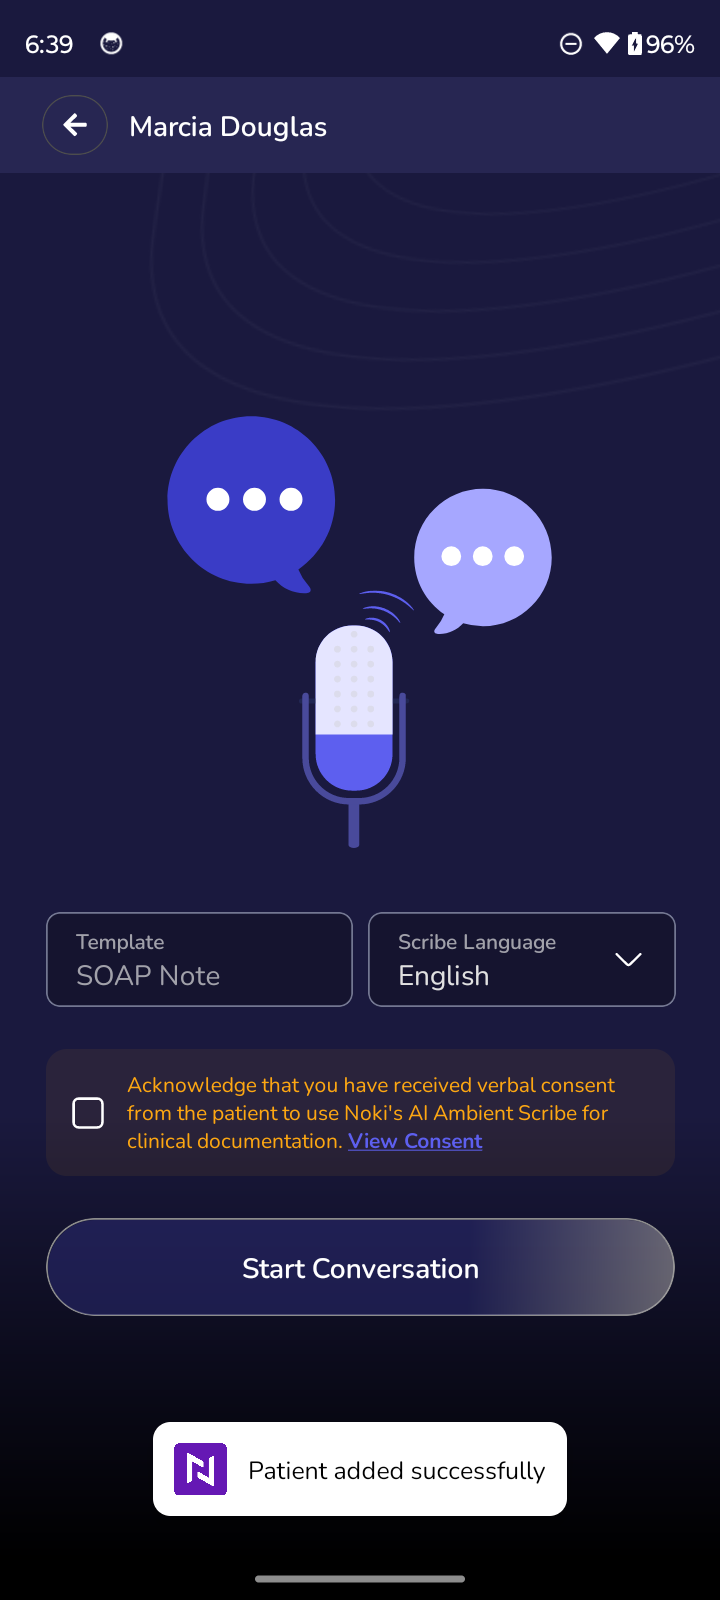 6:39
96%
Marcia Douglas
Template
SOAP Note
Scribe Language
English
Acknowledge that you have received verbal consent
from the patient to use Noki's AI Ambient Scribe for
clinical documentation. View Consent
Start Conversation
Patient added successfully